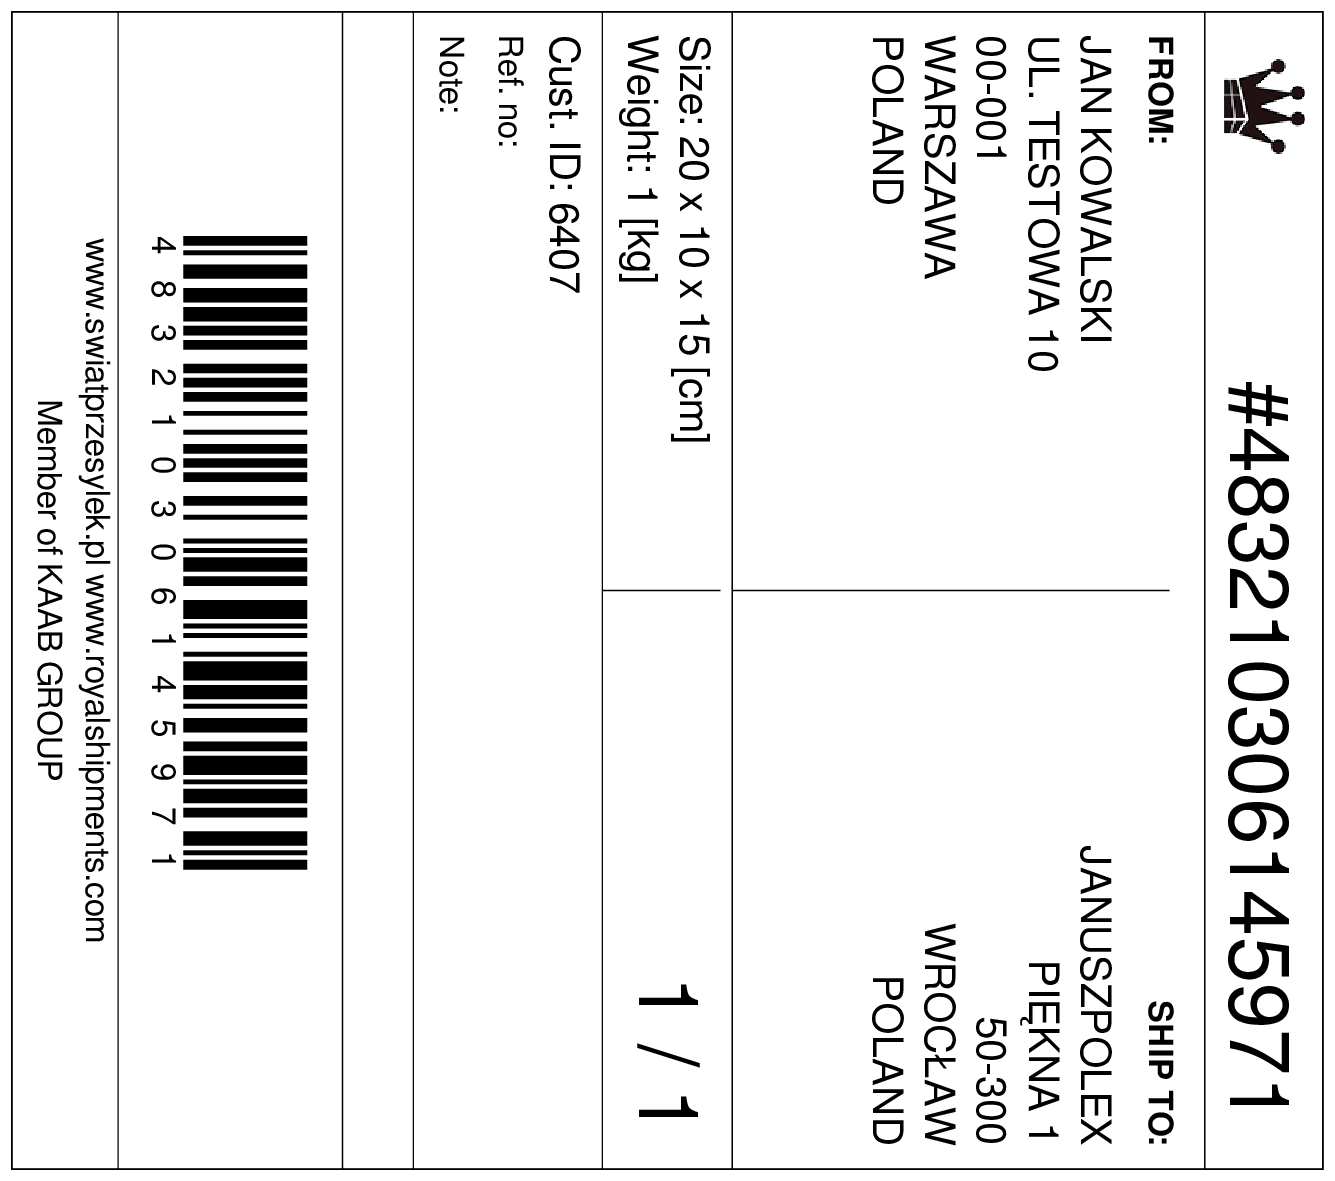 #483210306145971
FROM:
JAN KOWALSKI
UL. TESTOWA 10
00-001
WARSZAWA
POLAND
SHIP TO:
JANUSZPOLEX
PIĘKNA 1
50-300
WROCŁAW
POLAND
Size: 20 x 10 x 15 [cm]
Weight: 1 [kg]
1 / 1
Cust. ID: 6407
Ref. no:
Note:
4 8 3 2 1 0 3 0 6 1 4 5 9 7 1
www.swiatprzesylek.pl www.royalshipments.com
Member of KAAB GROUP